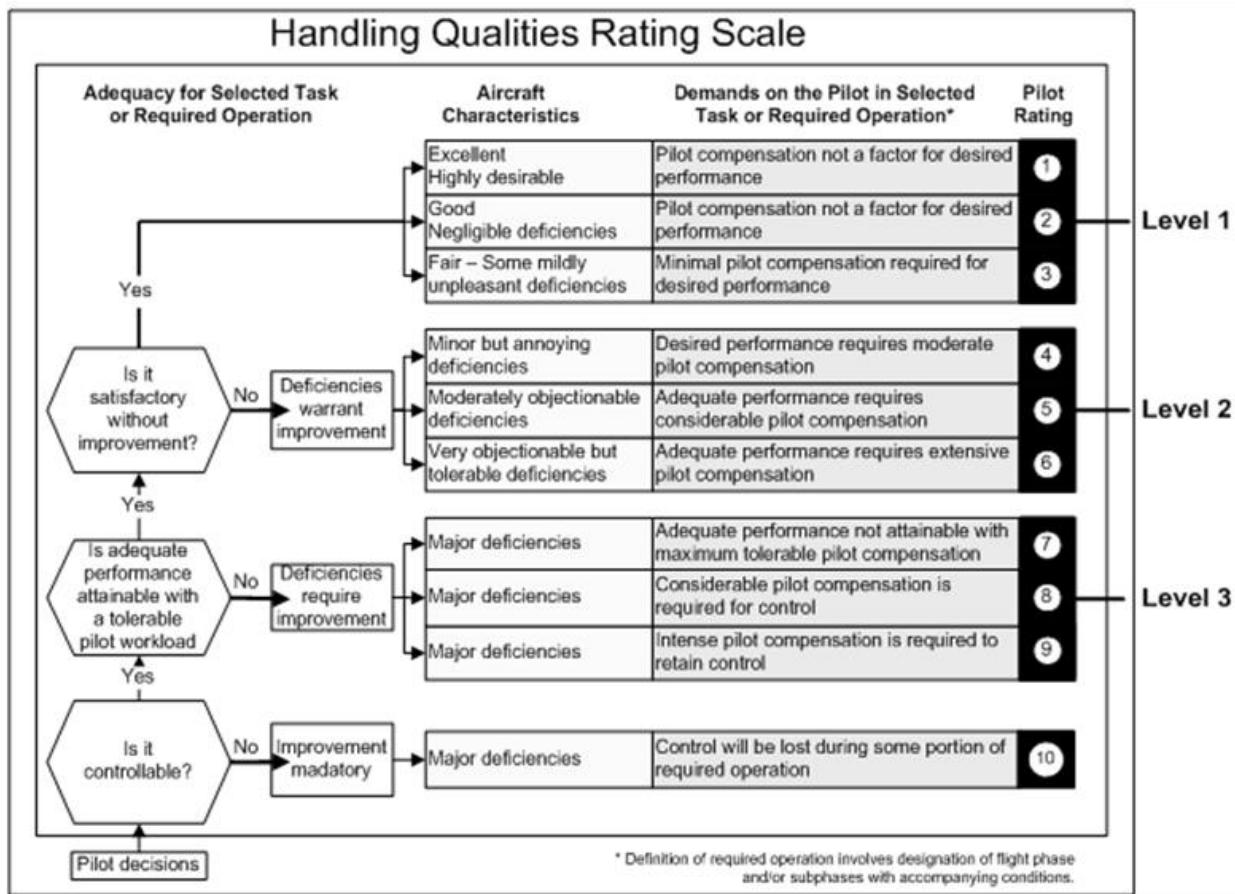 Handling Qualities Rating Scale
Adequacy for Selected Task
or Required Operation
Aircraft
Characteristics
Demands on the Pilot in Selected
Task or Required Operation*
Pilot
Rating
Excellent
Highly desirable
Pilot compensation not a factor for desired
performance
1
Good
Negligible deficiencies
Pilot compensation not a factor for desired
performance
2
Level 1
Fair – Some mildly
unpleasant deficiencies
Minimal pilot compensation required for
desired performance
3
Yes
Is it
satisfactory
without
improvement?
No
Deficiencies
warrant
improvement
Minor but annoying
deficiencies
Desired performance requires moderate
pilot compensation
4
Moderately objectionable
deficiencies
Adequate performance requires
considerable pilot compensation
5
Level 2
Very objectionable but
tolerable deficiencies
Adequate performance requires extensive
pilot compensation
6
Yes
Is adequate
performance
attainable with
a tolerable
pilot workload
No
Deficiencies
require
improvement
Major deficiencies
Adequate performance not attainable with
maximum tolerable pilot compensation
7
Major deficiencies
Considerable pilot compensation is
required for control
8
Level 3
Major deficiencies
Intense pilot compensation is required to
retain control
9
Yes
Is it
controllable?
No
Improvement
madatory
Major deficiencies
Control will be lost during some portion of
required operation
10
Pilot decisions
* Definition of required operation involves designation of flight phase
and/or subphases with accompanying conditions.